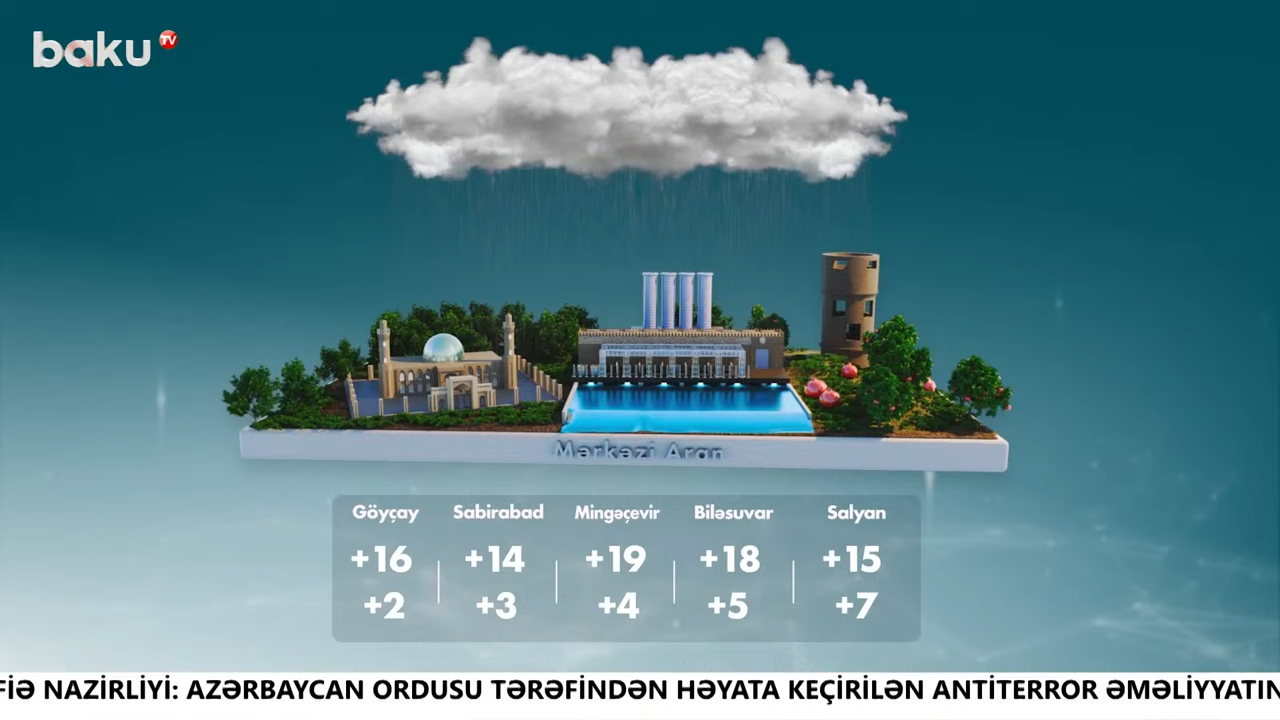 baku TV
Mərkəzi Aran
Göyçay Sabirabad Mingəçevir Biləsuvar Salyan
+16 +14 +19 +18 +15
+2 +3 +4 +5 +7
FİƏ NAZİRLİYİ: AZƏRBAYCAN ORDUSU TƏRƏFİNDƏN HƏYATA KEÇİRİLƏN ANTİTERROR ƏMƏLİYYATIN